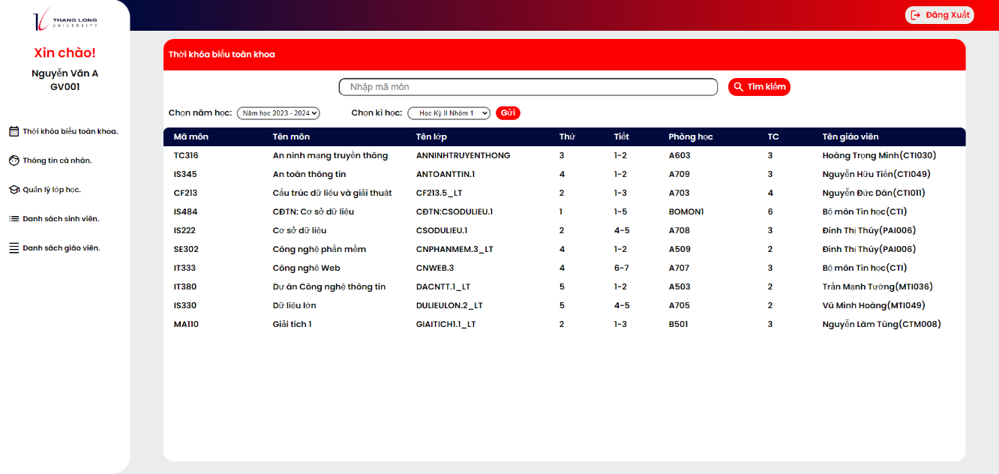 THANG LONG
UNIVERSITY
Đăng Xuất
Xin chào!
Nguyễn Văn A
GV001
Thời khóa biểu toàn khoa.
Thông tin cá nhân.
Quản lý lớp học.
Danh sách sinh viên.
Danh sách giáo viên.
Thời khóa biểu toàn khoa
Nhập mã môn Tìm kiếm
Chọn năm học: Năm học 2023 - 2024 Chọn kì học: Học Kỳ II Nhóm 1 Gửi
Mã môn Tên môn Tên lớp Thứ Tiết Phòng học TC Tên giáo viên
TC316 An ninh mạng truyền thông ANNINHTRUYENTHONG 3 1-2 A603 3 Hoàng Trọng Minh(CTI030)
IS345 An toàn thông tin ANTOANTTIN.1 4 1-2 A709 3 Nguyễn Hữu Tiến(CTI049)
CF213 Cấu trúc dữ liệu và giải thuật CF213.5_LT 2 1-3 A703 4 Nguyễn Đức Dân(CTI011)
IS484 CĐTN: Cơ sở dữ liệu CĐTN:CSODULIEU.1 1 1-5 BOMON1 6 Bộ môn Tin học(CTI)
IS222 Cơ sở dữ liệu CSODULIEU.1 2 4-5 A708 3 Đinh Thị Thúy(PAI006)
SE302 Công nghệ phần mềm CNPHANMEM.3_LT 4 1-2 A509 2 Đinh Thị Thúy(PAI006)
IT333 Công nghệ Web CNWEB.3 4 6-7 A707 3 Bộ môn Tin học(CTI)
IT380 Dự án Công nghệ thông tin DACNTT.1_LT 5 1-2 A503 2 Trần Mạnh Tường(MTI036)
IS330 Dữ liệu lớn DULIEULON.2_LT 5 4-5 A705 2 Vũ Minh Hoàng(MTI049)
MA110 Giải tích 1 GIAITICH1.1_LT 2 1-3 B501 3 Nguyễn Lâm Tùng(CTM008)